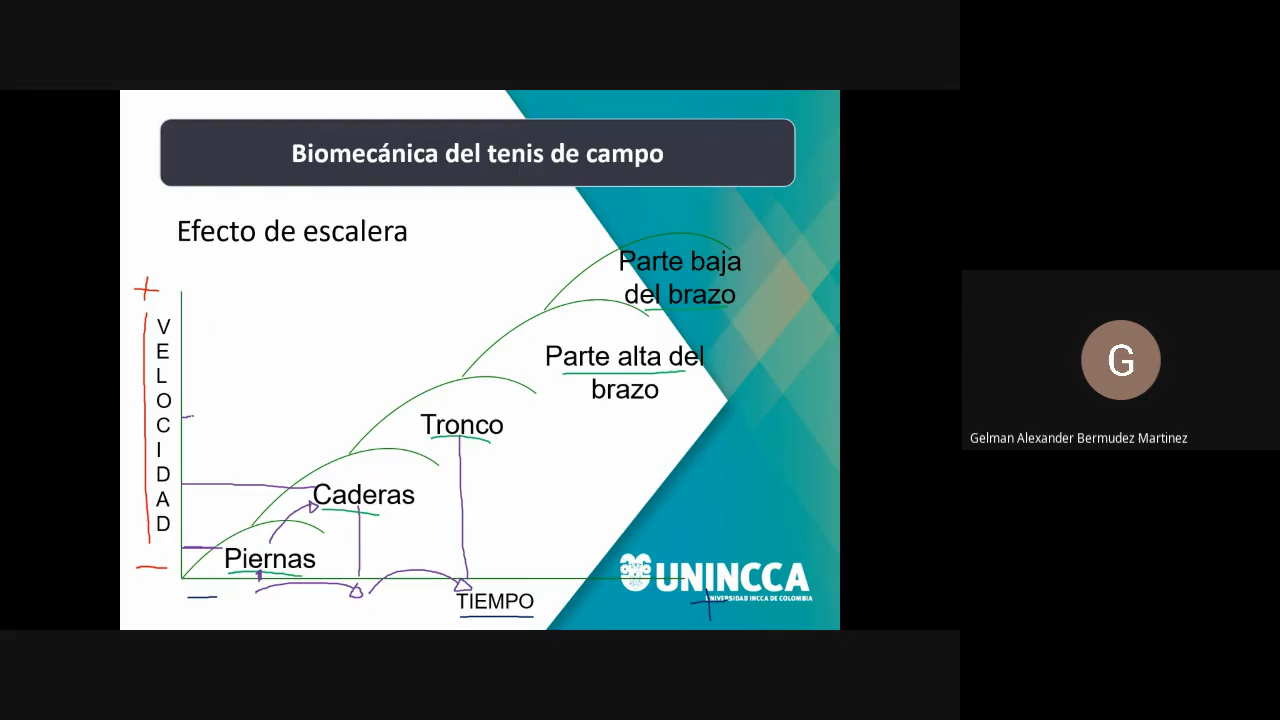 Biomecánica del tenis de campo
Efecto de escalera
+
VELOCIDAD
-
Parte baja
del brazo
Parte alta del
brazo
Tronco
Caderas
Piernas
-
TIEMPO
+
UNINCCA
UNIVERSIDAD INCCA DE COLOMBIA
G
Gelman Alexander Bermudez Martinez